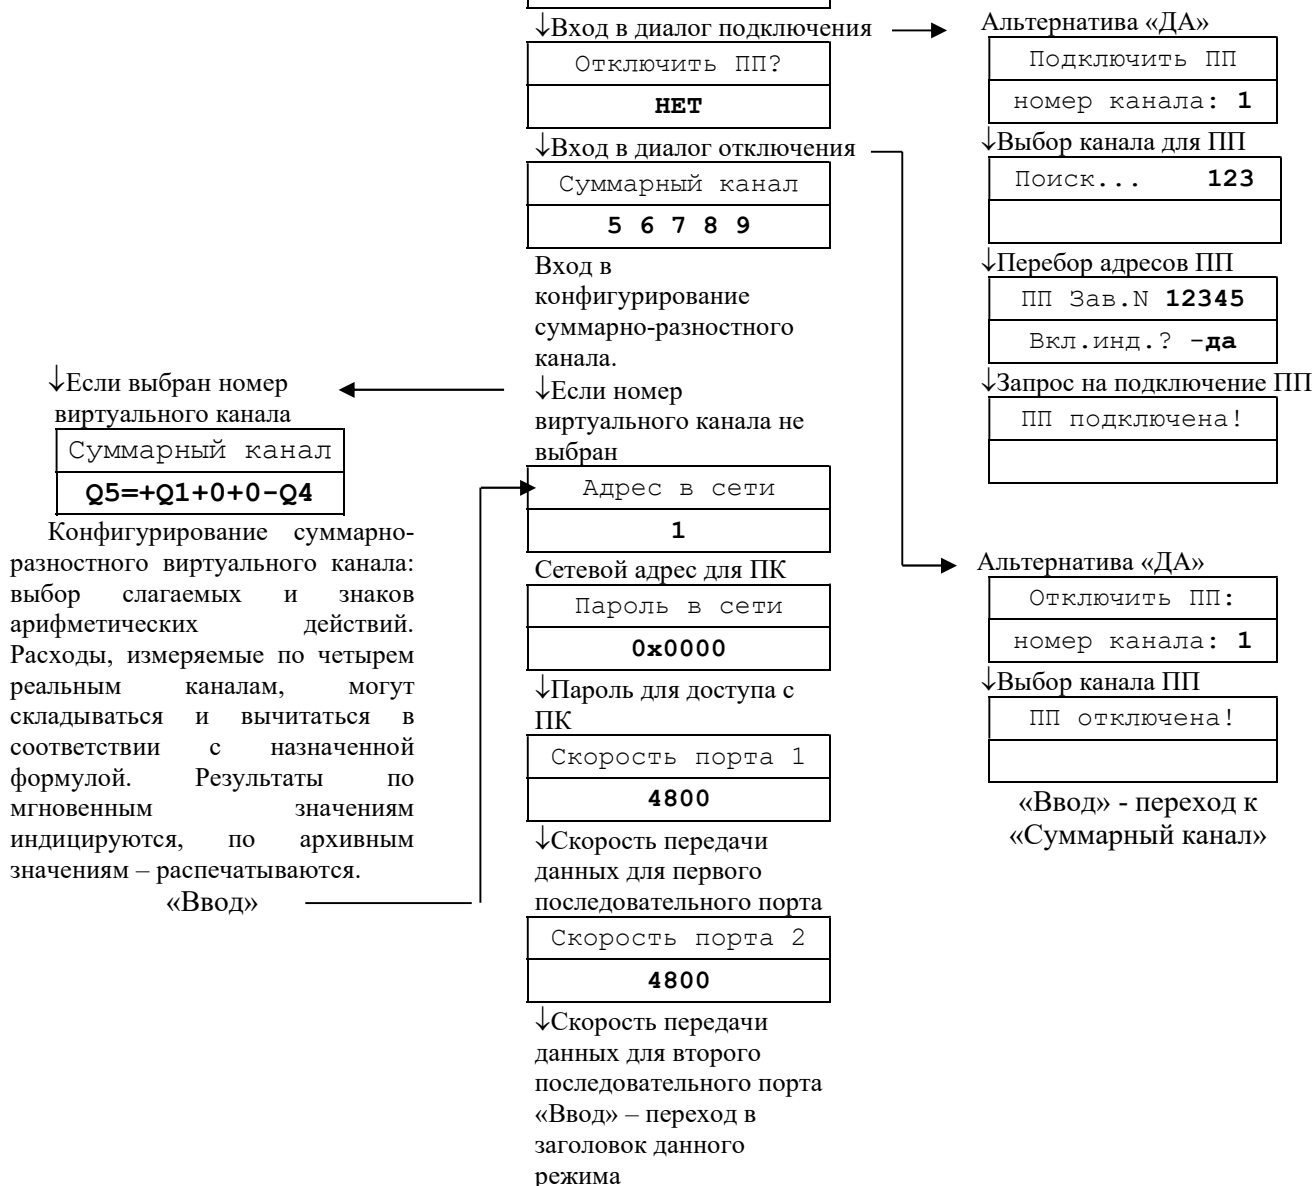 ↓Вход в диалог подключения
Отключить ПП?
НЕТ
↓Вход в диалог отключения
Суммарный канал
5 6 7 8 9
Вход в
конфигурирование
суммарно-разностного
канала.
↓Если номер
виртуального канала не
выбран
Адрес в сети
1
Сетевой адрес для ПК
Пароль в сети
0x0000
↓Пароль для доступа с
ПК
Скорость порта 1
4800
↓Скорость передачи
данных для первого
последовательного порта
Скорость порта 2
4800
↓Скорость передачи
данных для второго
последовательного порта
«Ввод» – переход в
заголовок данного
режима
↓Если выбран номер
виртуального канала
Суммарный канал
Q5=+Q1+0+0-Q4
Конфигурирование суммарно-
разностного виртуального канала:
выбор слагаемых и знаков
арифметических действий.
Расходы, измеряемые по четырем
реальным каналам, могут
складываться и вычитаться в
соответствии с назначенной
формулой. Результаты по
мгновенным значениям
индицируются, по архивным
значениям – распечатываются.
«Ввод»
Альтернатива «ДА»
Подключить ПП
номер канала: 1
↓Выбор канала для ПП
Поиск... 123
↓Перебор адресов ПП
ПП Зав.N 12345
Вкл.инд.? -да
↓Запрос на подключение ПП
ПП подключена!
Альтернатива «ДА»
Отключить ПП:
номер канала: 1
↓Выбор канала ПП
ПП отключена!
«Ввод» - переход к
«Суммарный канал»